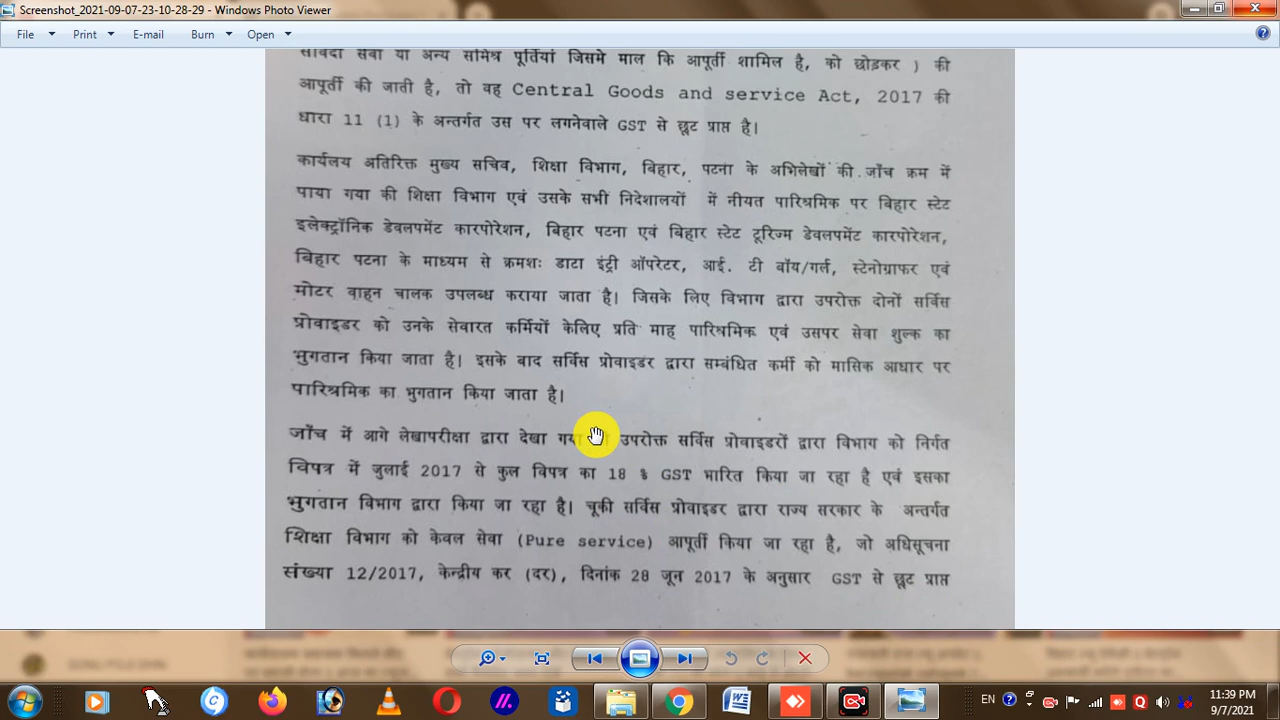 Screenshot_2021-09-07-23-10-28-29 - Windows Photo Viewer
File Print E-mail Burn Open
सेवा या अन्य समिश्र पूर्तियां जिसमे माल कि आपूर्ती शामिल है, को छोड़कर ) की
आपूर्ती की जाती है, तो वह Central Goods and service Act, 2017 की
धारा 11 (1) के अन्तर्गत उस पर लगनेवाले GST से छूट प्राप्त है।
कार्यलय अतिरिक्त मुख्य सचिव, शिक्षा विभाग, बिहार, पटना के अभिलेखों की जाँच क्रम में
पाया गया की शिक्षा विभाग एवं उसके सभी निदेशालयों में नीयत पारिश्रमिक पर बिहार स्टेट
इलेक्ट्रॉनिक डेवलपमेंट कारपोरेशन, बिहार पटना एवं बिहार स्टेट टूरिज्म डेवलपमेंट कारपोरेशन,
बिहार पटना के माध्यम से क्रमशः डाटा इंट्री ऑपरेटर, आई. टी बॉय/गर्ल, स्टेनोग्राफर एवं
मोटर वाहन चालक उपलब्ध कराया जाता है। जिसके लिए विभाग द्वारा उपरोक्त दोनों सर्विस
प्रोवाइडर को उनके सेवारत कर्मियों केलिए प्रति माह पारिश्रमिक एवं उसपर सेवा शुल्क का
भुगतान किया जाता है। इसके बाद सर्विस प्रोवाइडर द्वारा सम्बंधित कर्मी को मासिक आधार पर
पारिश्रमिक का भुगतान किया जाता है।
जाँच में आगे लेखापरीक्षा द्वारा देखा गया उपरोक्त सर्विस प्रोवाइडरों द्वारा विभाग को निर्गत
विपत्र में जुलाई 2017 से कुल विपत्र का 18 % GST भारित किया जा रहा है एवं इसका
भुगतान विभाग द्वारा किया जा रहा है। चूकी सर्विस प्रोवाइडर द्वारा राज्य सरकार के अन्तर्गत
शिक्षा विभाग को केवल सेवा (Pure service) आपूर्ती किया जा रहा है, जो अधिसूचना
संख्या 12/2017, केन्द्रीय कर (दर), दिनांक 28 जून 2017 के अनुसार GST से छूट प्राप्त
EN
11:39 PM
9/7/2021